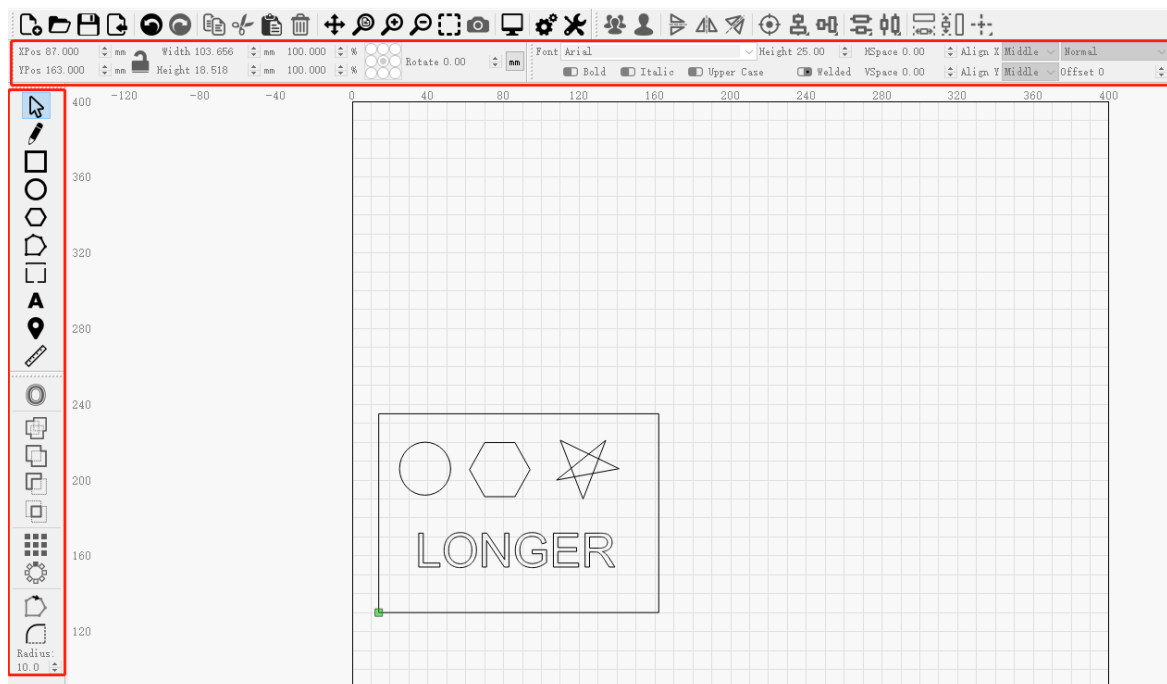 XPos 87.000 mm Width 103.656 mm 100.000 % Rotate 0.00 mm Font Arial Height 25.00 HSpace 0.00 Align X Middle Normal
YPos 163.000 mm Height 18.518 mm 100.000 % Bold Italic Upper Case Welded VSpace 0.00 Align Y Middle Offset 0
400 -120 -80 -40 0 40 80 120 160 200 240 280 320 360 400
A
360
320
280
240
200
LONGER
160
120
Radius:
10.0